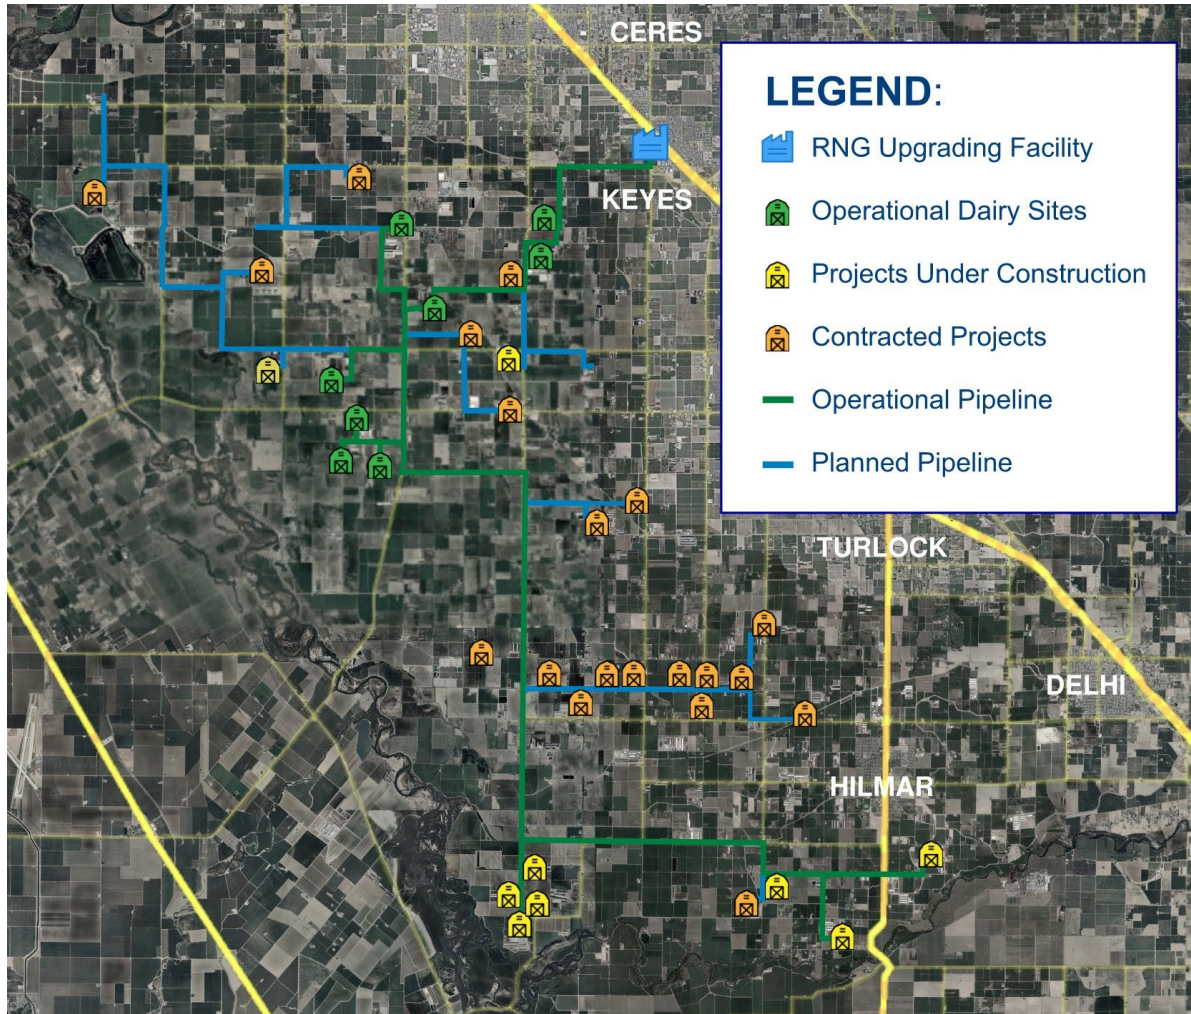 CERES
LEGEND:
RNG Upgrading Facility
KEYES
Operational Dairy Sites
Projects Under Construction
Contracted Projects
Operational Pipeline
Planned Pipeline
TURLOCK
DELHI
HILMAR